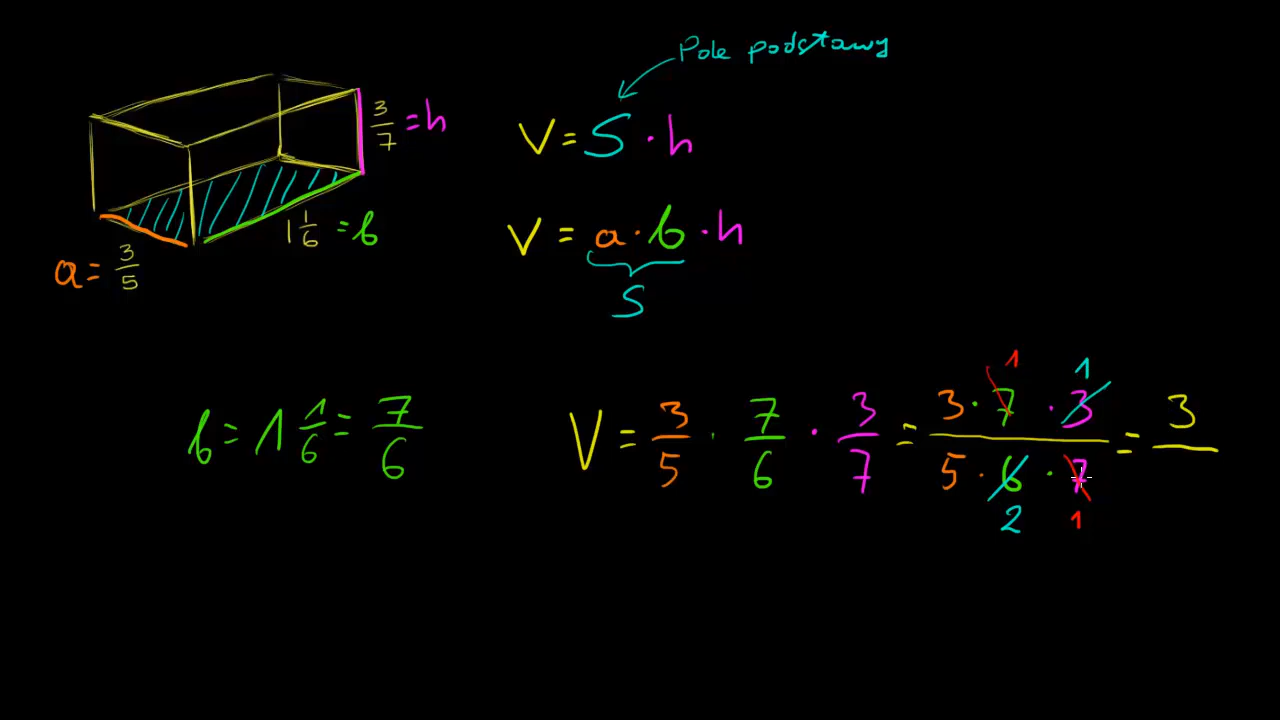 Pole podstawy
3/7 = h
V = S · h
1 1/6 = b
V = a · b · h
a = 3/5
S
b = 1 1/6 = 7/6
V = 3/5 · 7/6 · 3/7 = 3 · 7 · 3 / 5 · 6 · 7 = 3
1 1
2 1